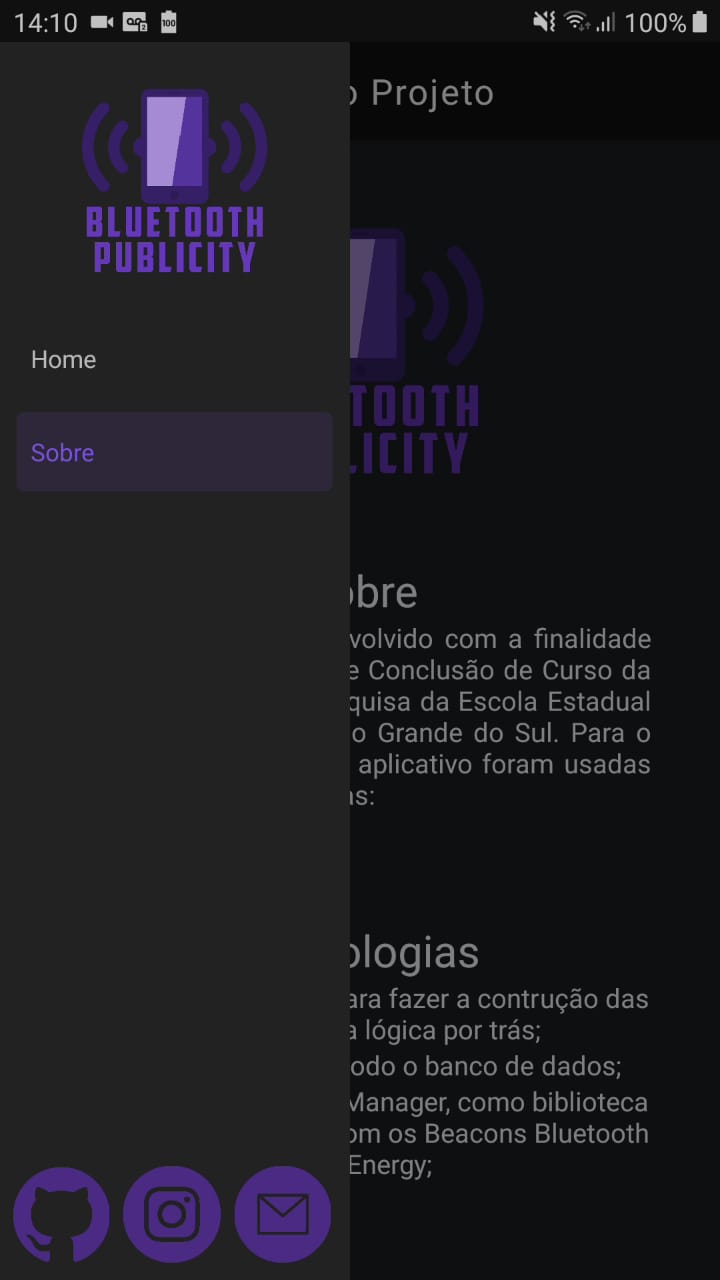 14:10
100%
Projeto
BLUETOOTH
PUBLICITY
Home
Sobre
TOOTH
LICITY
obre
volvido com a finalidade
e Conclusão de Curso da
quisa da Escola Estadual
o Grande do Sul. Para o
aplicativo foram usadas
as:
ologias
ara fazer a contrução das
a lógica por trás;
odo o banco de dados;
Manager, como biblioteca
om os Beacons Bluetooth
Energy;